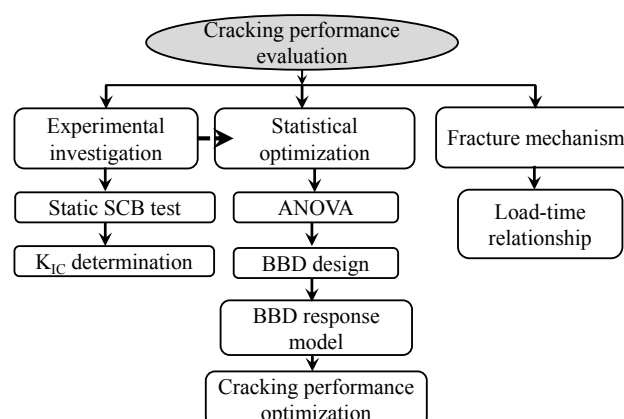 Cracking performance
evaluation
Experimental
investigation
Statistical
optimization
Fracture mechanism
Static SCB test
ANOVA
Load-time
relationship
K_IC determination
BBD design
BBD response
model
Cracking performance
optimization